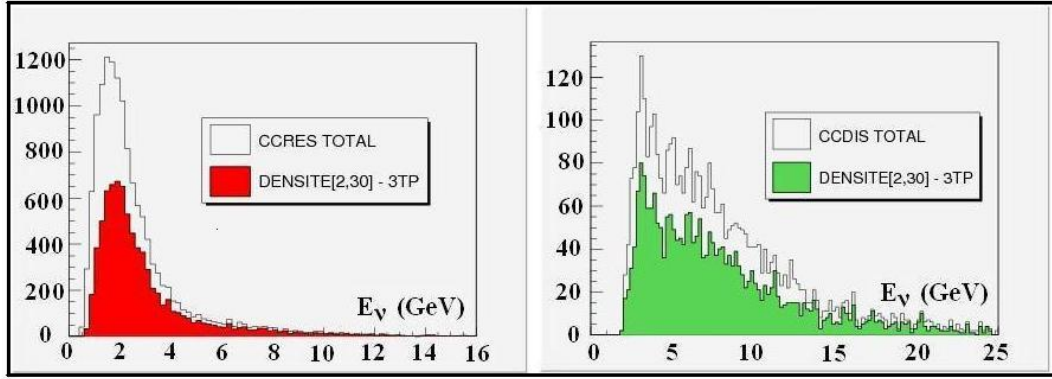 1200
1000
800
600
400
200
0
CCRES TOTAL
DENSITE[2,30] - 3TP
Eν (GeV)
0 2 4 6 8 10 12 14 16
120
100
80
60
40
20
0
CCDIS TOTAL
DENSITE[2,30] - 3TP
Eν (GeV)
0 5 10 15 20 25